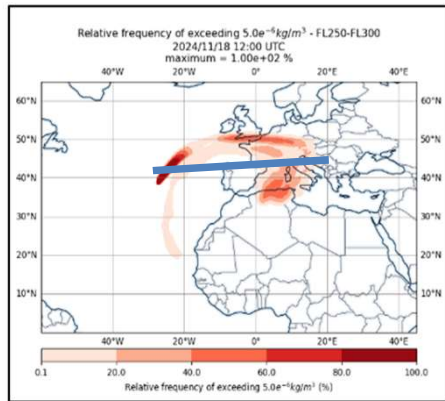 Relative frequency of exceeding 5.0e⁻⁶kg/m³ - FL250-FL300
2024/11/18 12:00 UTC
maximum = 1.00e+02 %
40°W 20°W 0° 20°E 40°E
60°N 60°N
50°N 50°N
40°N 40°N
30°N 30°N
20°N 20°N
10°N 10°N
40°W 20°W 0° 20°E 40°E
0.1 20.0 40.0 60.0 80.0 100.0
Relative frequency of exceeding 5.0e⁻⁶kg/m³ (%)